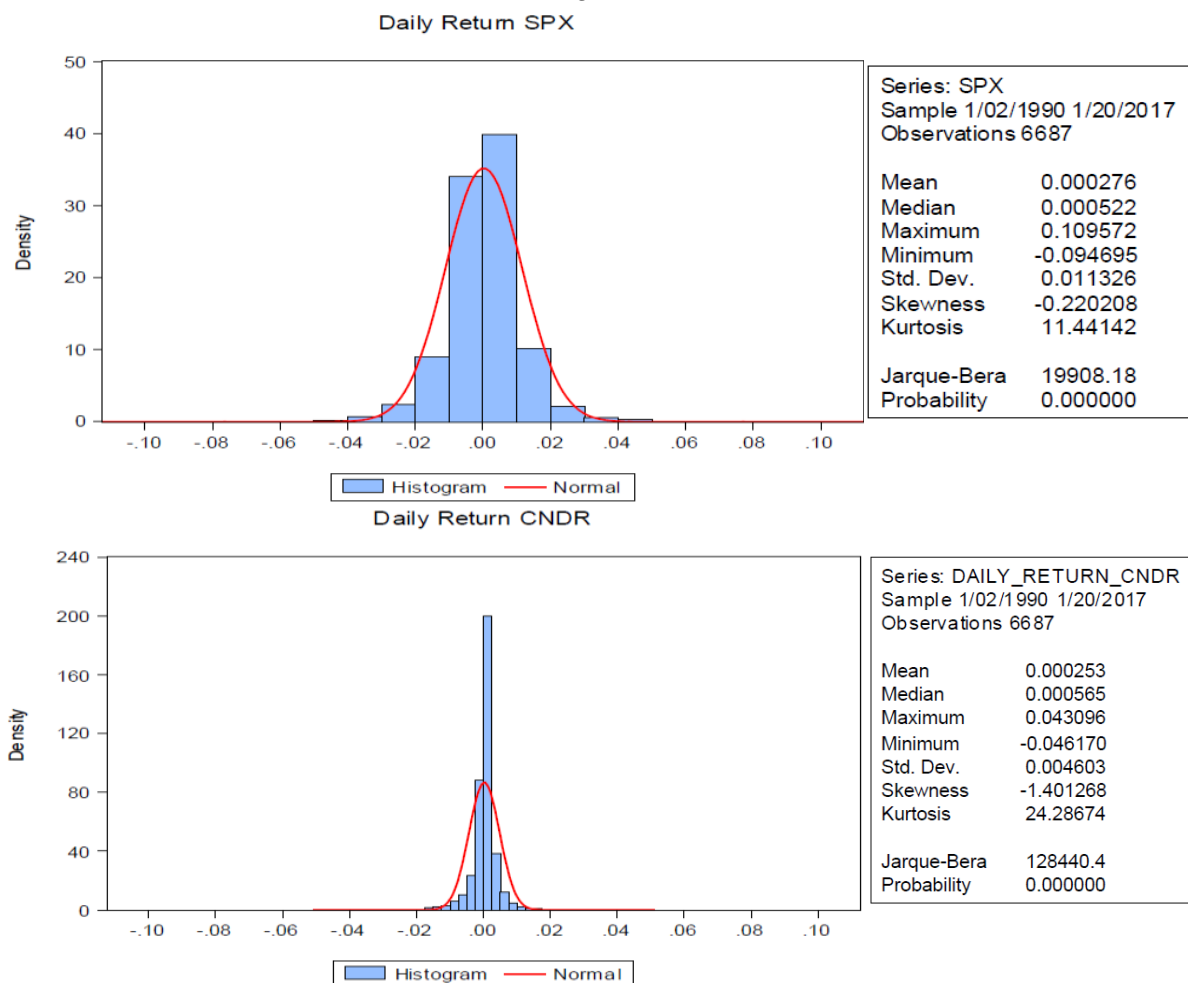 Daily Return SPX
50
40
30
20
10
0
Density
-.10 -.08 -.06 -.04 -.02 .00 .02 .04 .06 .08 .10
Histogram Normal
Series: SPX
Sample 1/02/1990 1/20/2017
Observations 6687
Mean 0.000276
Median 0.000522
Maximum 0.109572
Minimum -0.094695
Std. Dev. 0.011326
Skewness -0.220208
Kurtosis 11.44142
Jarque-Bera 19908.18
Probability 0.000000
Daily Return CNDR
240
200
160
120
80
40
0
Density
-.10 -.08 -.06 -.04 -.02 .00 .02 .04 .06 .08 .10
Histogram Normal
Series: DAILY_RETURN_CNDR
Sample 1/02/1990 1/20/2017
Observations 6687
Mean 0.000253
Median 0.000565
Maximum 0.043096
Minimum -0.046170
Std. Dev. 0.004603
Skewness -1.401268
Kurtosis 24.28674
Jarque-Bera 128440.4
Probability 0.000000